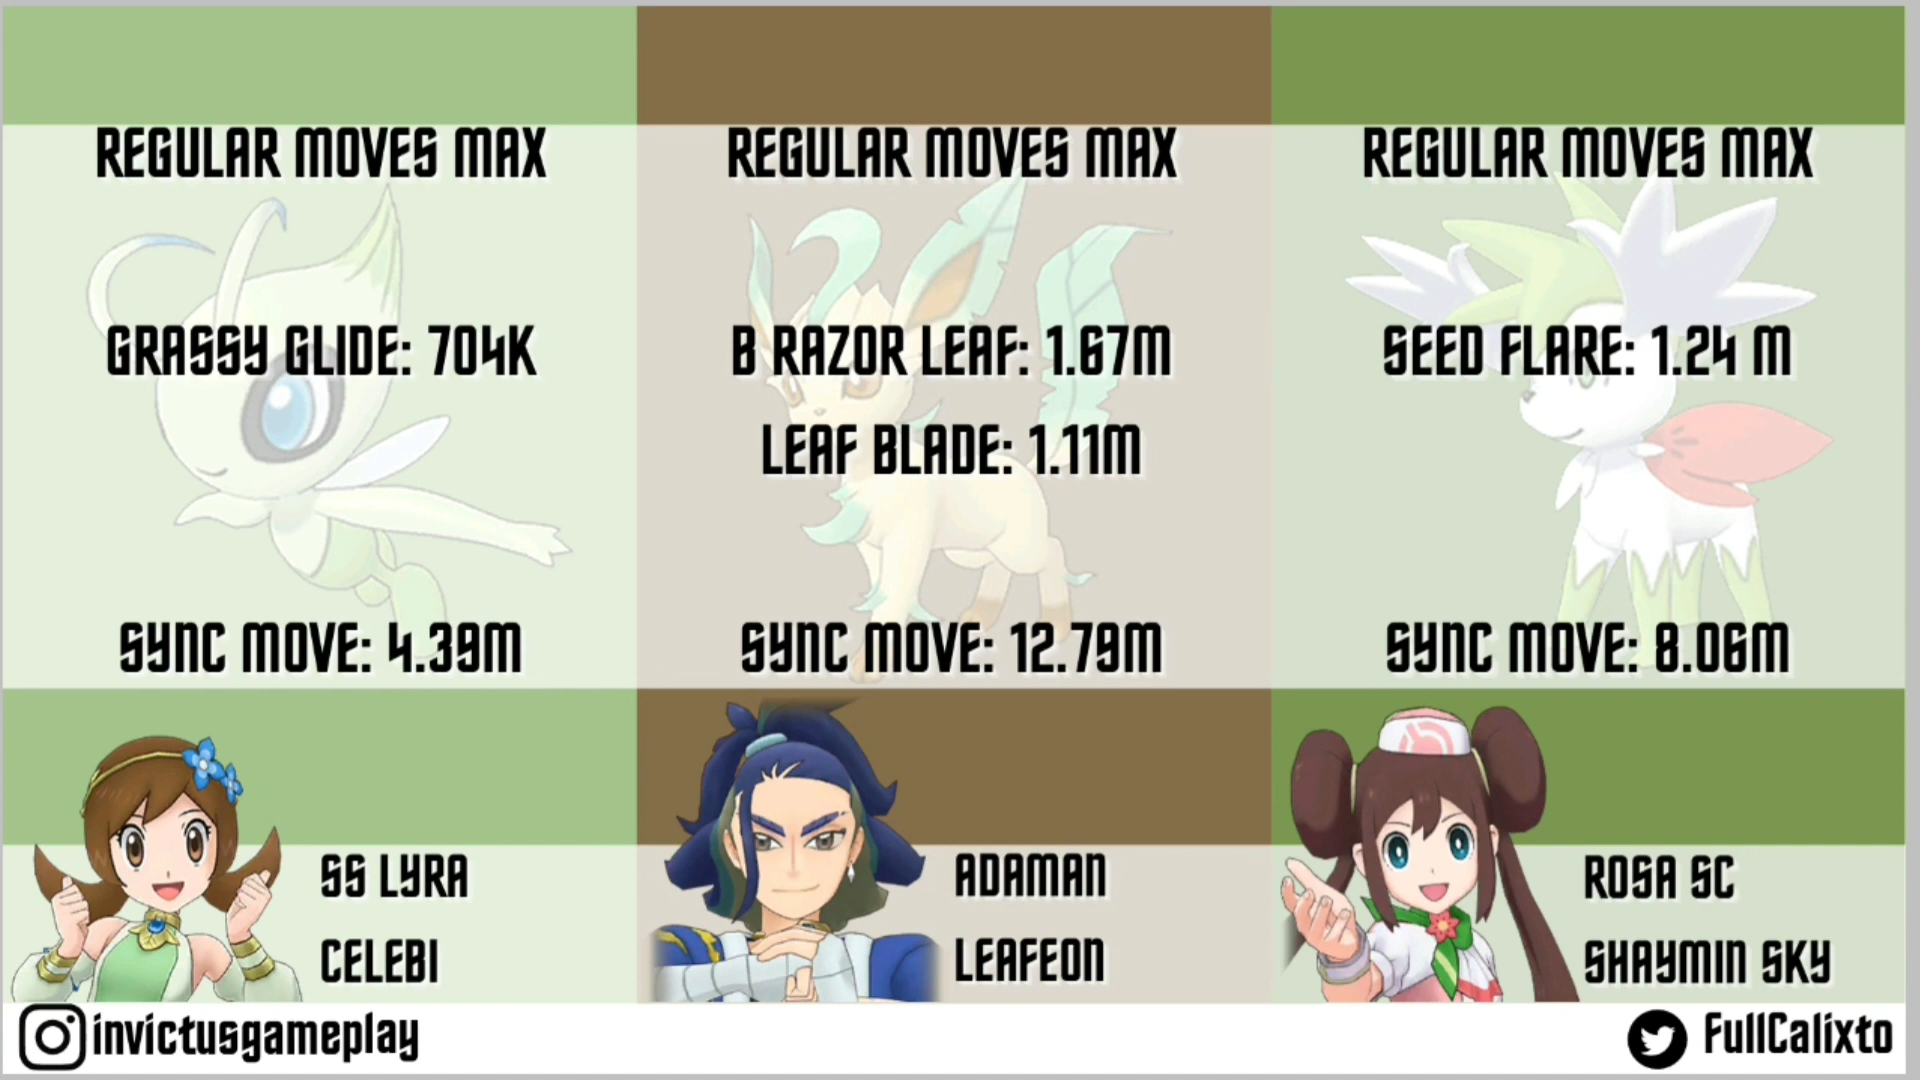 REGULAR MOVES MAX
GRASSY GLIDE: 704K
SYNC MOVE: 4.39M
SS LYRA
CELEBI
REGULAR MOVES MAX
B RAZOR LEAF: 1.67M
LEAF BLADE: 1.11M
SYNC MOVE: 12.79M
ADAMAN
LEAFEON
REGULAR MOVES MAX
SEED FLARE: 1.24 M
SYNC MOVE: 8.06M
ROSA SC
SHAYMIN SKY
invictusgameplay
FullCalixto